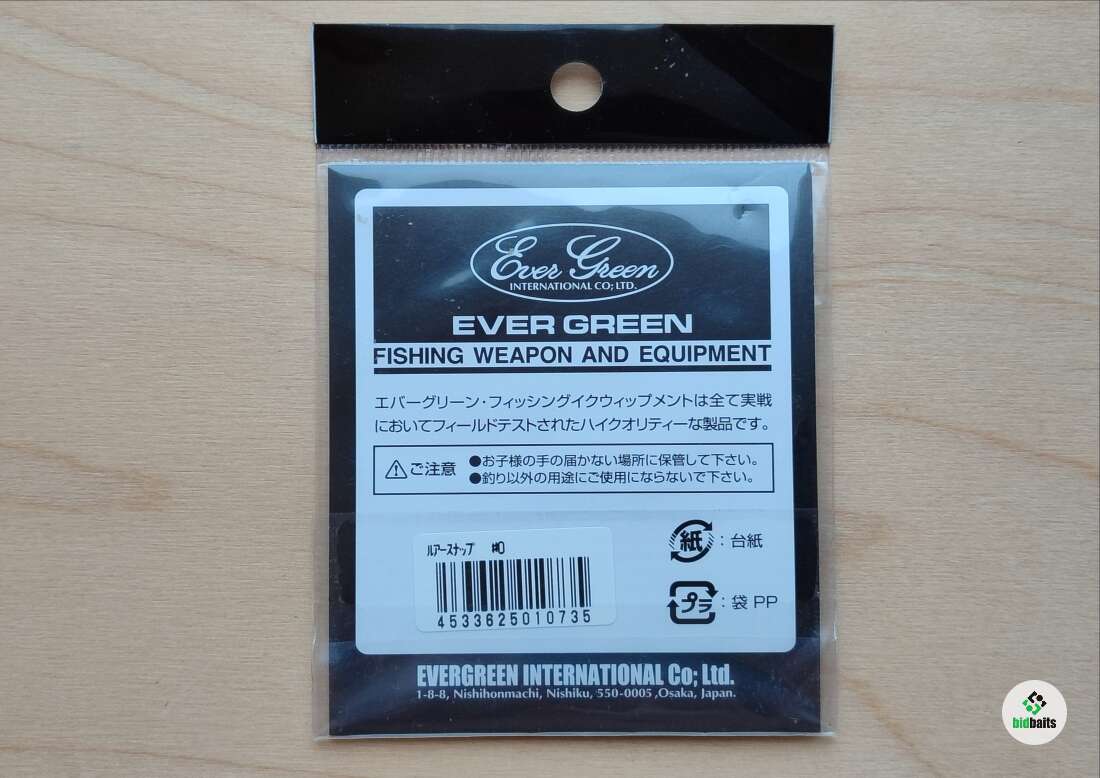 Ever Green
INTERNATIONAL CO; LTD.
EVER GREEN
FISHING WEAPON AND EQUIPMENT
エバーグリーン・フィッシングイクウィップメントは全て実戦
においてフィールドテストされたハイクオリティーな製品です。
⚠ご注意
●お子様の手の届かない場所に保管して下さい。
●釣り以外の用途にご使用にならないで下さい。
紙：台紙
プラ：袋 PP
ルアースナップ #0
4533625010735
EVERGREEN INTERNATIONAL Co; Ltd.
1-8-8, Nishihonmachi, Nishiku, 550-0005 ,Osaka, Japan.
bidbaits